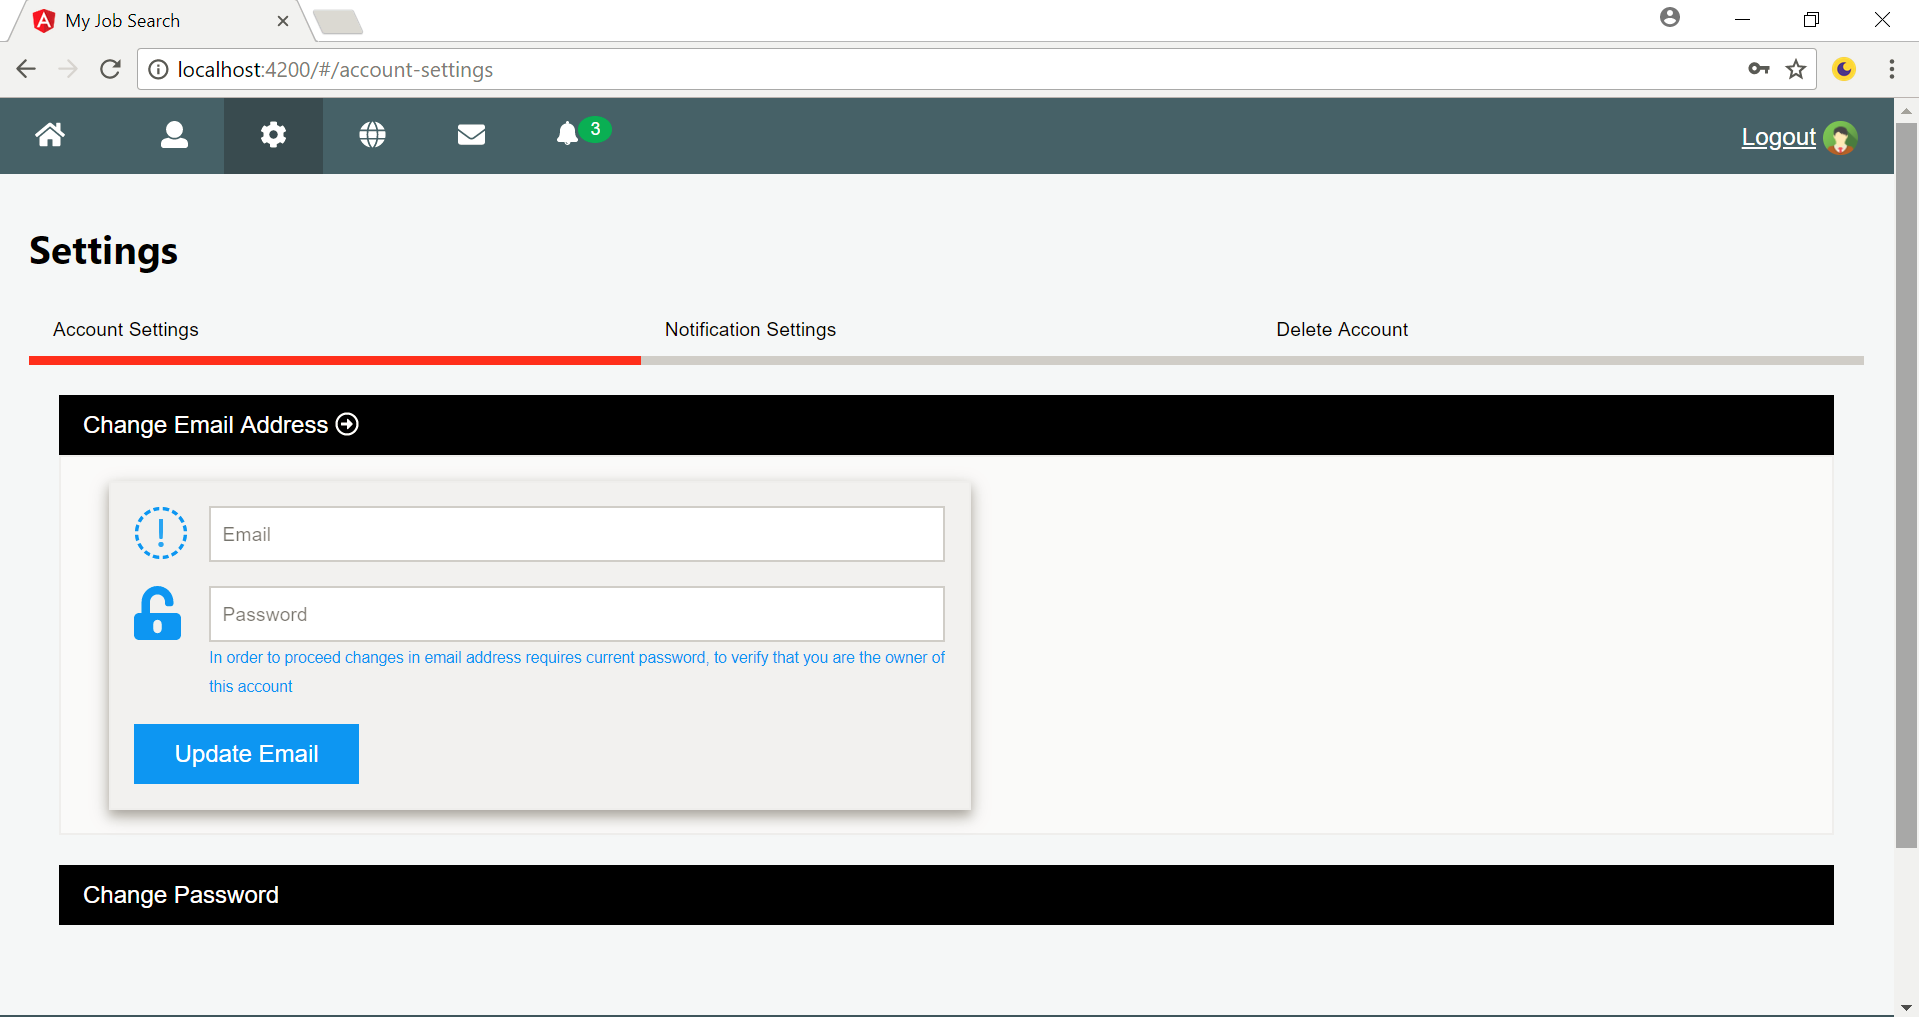 My Job Search
localhost:4200/#/account-settings
3
Logout
Settings
Account Settings
Notification Settings
Delete Account
Change Email Address
Email
Password
In order to proceed changes in email address requires current password, to verify that you are the owner of
this account
Update Email
Change Password